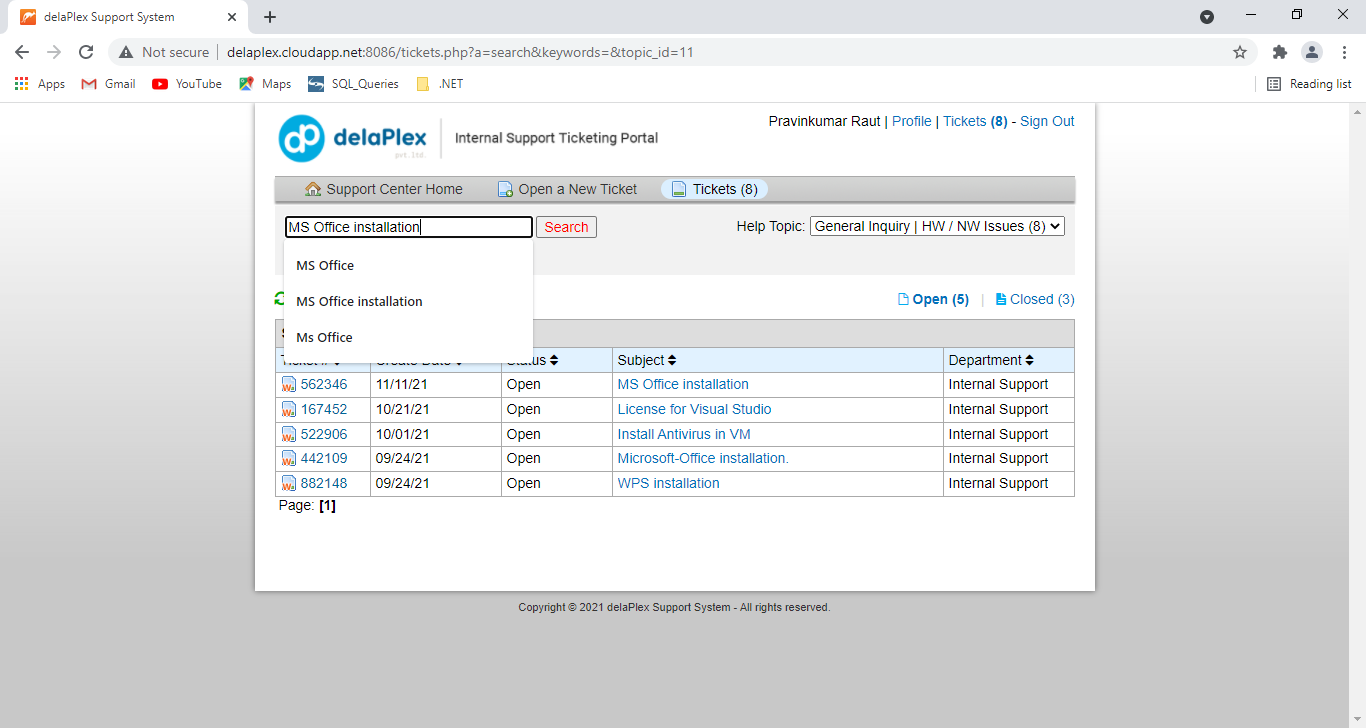 delaPlex Support System
Not secure delaplex.cloudapp.net:8086/tickets.php?a=search&keywords=&topic_id=11
Apps Gmail YouTube Maps SQL_Queries .NET Reading list
Pravinkumar Raut | Profile | Tickets (8) - Sign Out
dp delaPlex pvt. ltd. Internal Support Ticketing Portal
Support Center Home Open a New Ticket Tickets (8)
MS Office installation Search Help Topic: General Inquiry | HW / NW Issues (8)
MS Office
MS Office installation
Ms Office
Open (5) | Closed (3)
Create Date Status Subject Department
562346 11/11/21 Open MS Office installation Internal Support
167452 10/21/21 Open License for Visual Studio Internal Support
522906 10/01/21 Open Install Antivirus in VM Internal Support
442109 09/24/21 Open Microsoft-Office installation. Internal Support
882148 09/24/21 Open WPS installation Internal Support
Page: [1]
Copyright © 2021 delaPlex Support System - All rights reserved.